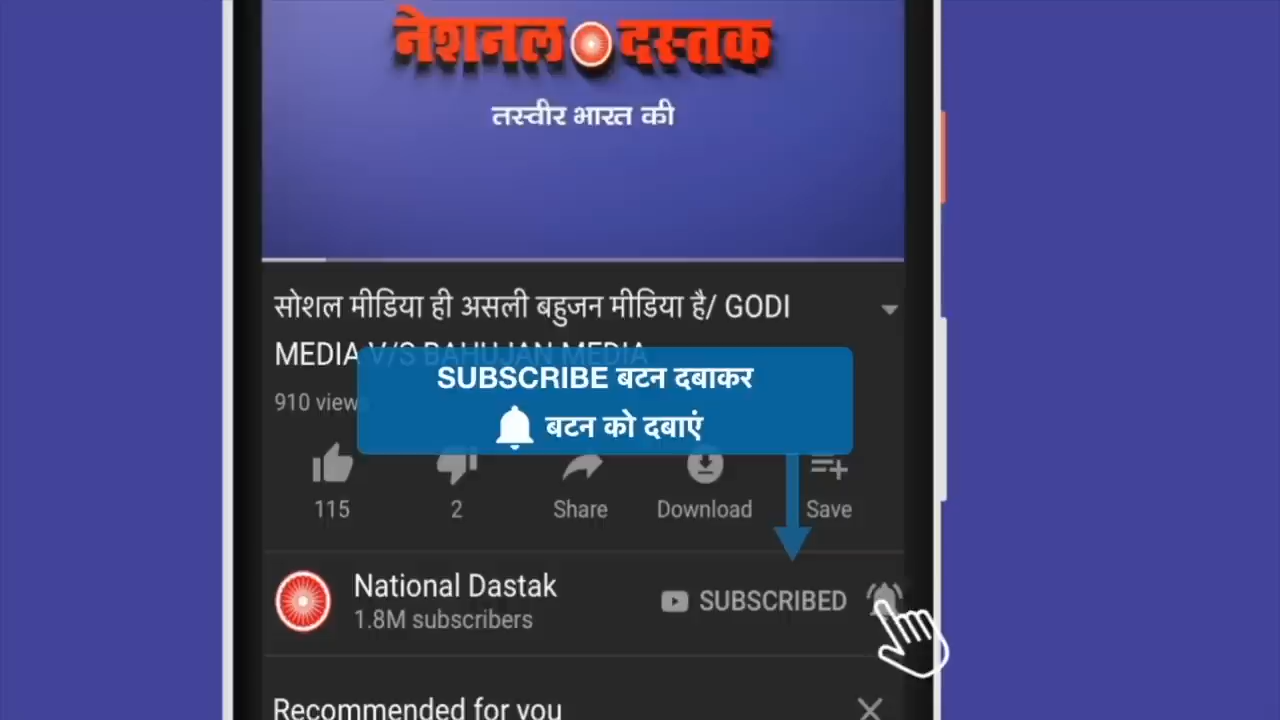 नेशनल दस्तक
तस्वीर भारत की
सोशल मीडिया ही असली बहुजन मीडिया है/ GODI
MEDIA V/S BAHUJAN MEDIA
910 views
SUBSCRIBE बटन दबाकर
बटन को दबाएं
115
2
Share
Download
Save
National Dastak
SUBSCRIBED
1.8M subscribers
Recommended for you